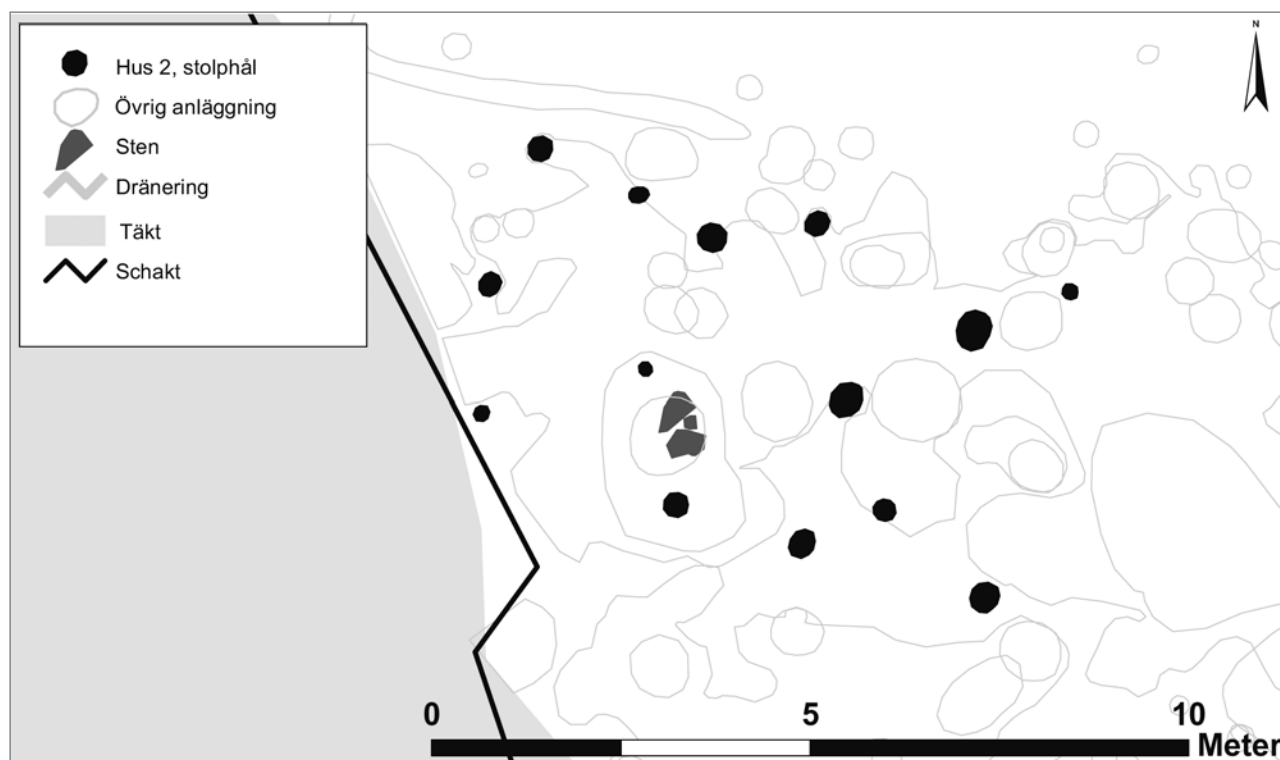 N
Hus 2, stolphål
Övrig anläggning
Sten
Dränering
Täkt
Schakt
0 5 10
Meter